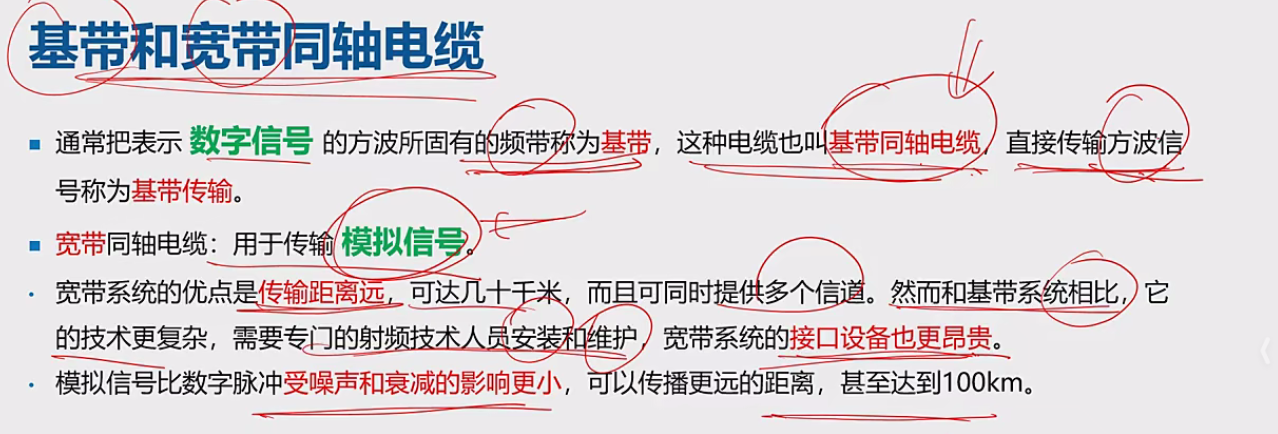 基带和宽带同轴电缆
通常把表示 数字信号 的方波所固有的频带称为基带，这种电缆也叫基带同轴电缆，直接传输方波信
号称为基带传输。
宽带同轴电缆：用于传输 模拟信号。
宽带系统的优点是传输距离远，可达几十千米，而且可同时提供多个信道。然而和基带系统相比，它
的技术更复杂，需要专门的射频技术人员安装和维护，宽带系统的接口设备也更昂贵。
模拟信号比数字脉冲受噪声和衰减的影响更小，可以传播更远的距离，甚至达到100km。